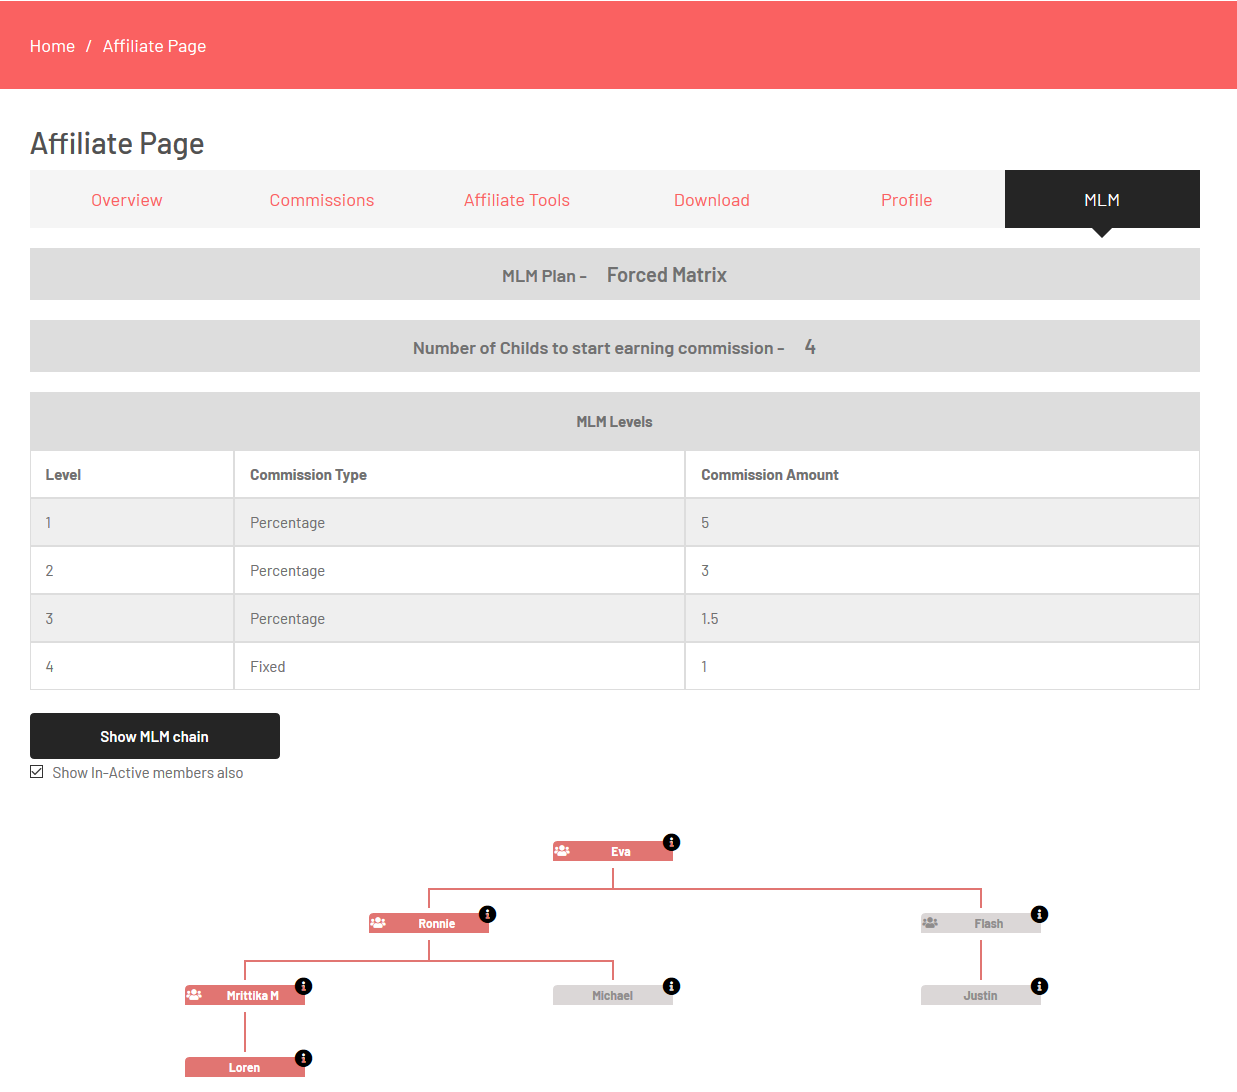 Home / Affiliate Page
Affiliate Page
Overview Commissions Affiliate Tools Download Profile MLM
MLM Plan - Forced Matrix
Number of Childs to start earning commission - 4
MLM Levels
Level Commission Type Commission Amount
1 Percentage 5
2 Percentage 3
3 Percentage 1.5
4 Fixed 1
Show MLM chain
Show In-Active members also
Eva
Ronnie Flash
Mrittika M Michael Justin
Loren